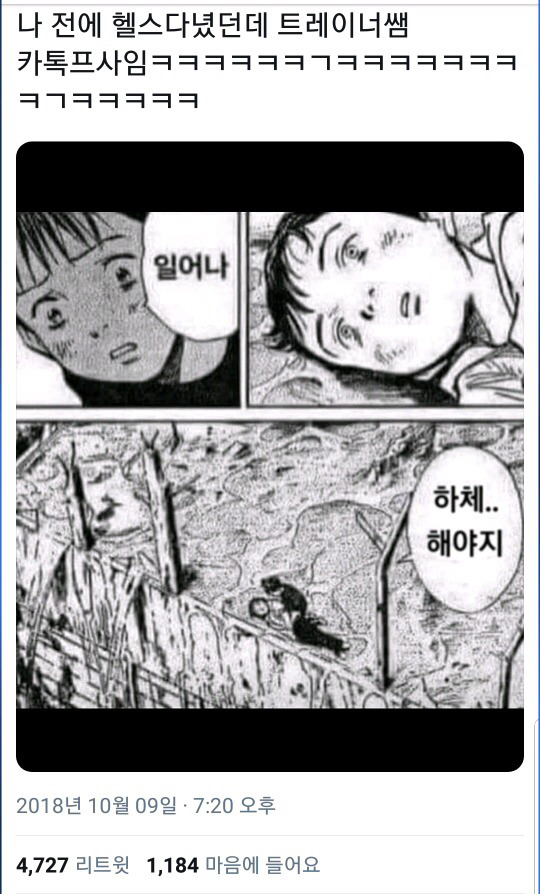 나 전에 헬스다녔던데 트레이너쌤
카톡프사임ㅋㅋㅋㅋㅋㅋㄱㅋㅋㅋㅋㅋㅋㅋ
ㅋㄱㅋㅋㅋㅋㅋ
일어나
하체..
해야지
2018년 10월 09일 · 7:20 오후
4,727 리트윗 1,184 마음에 들어요